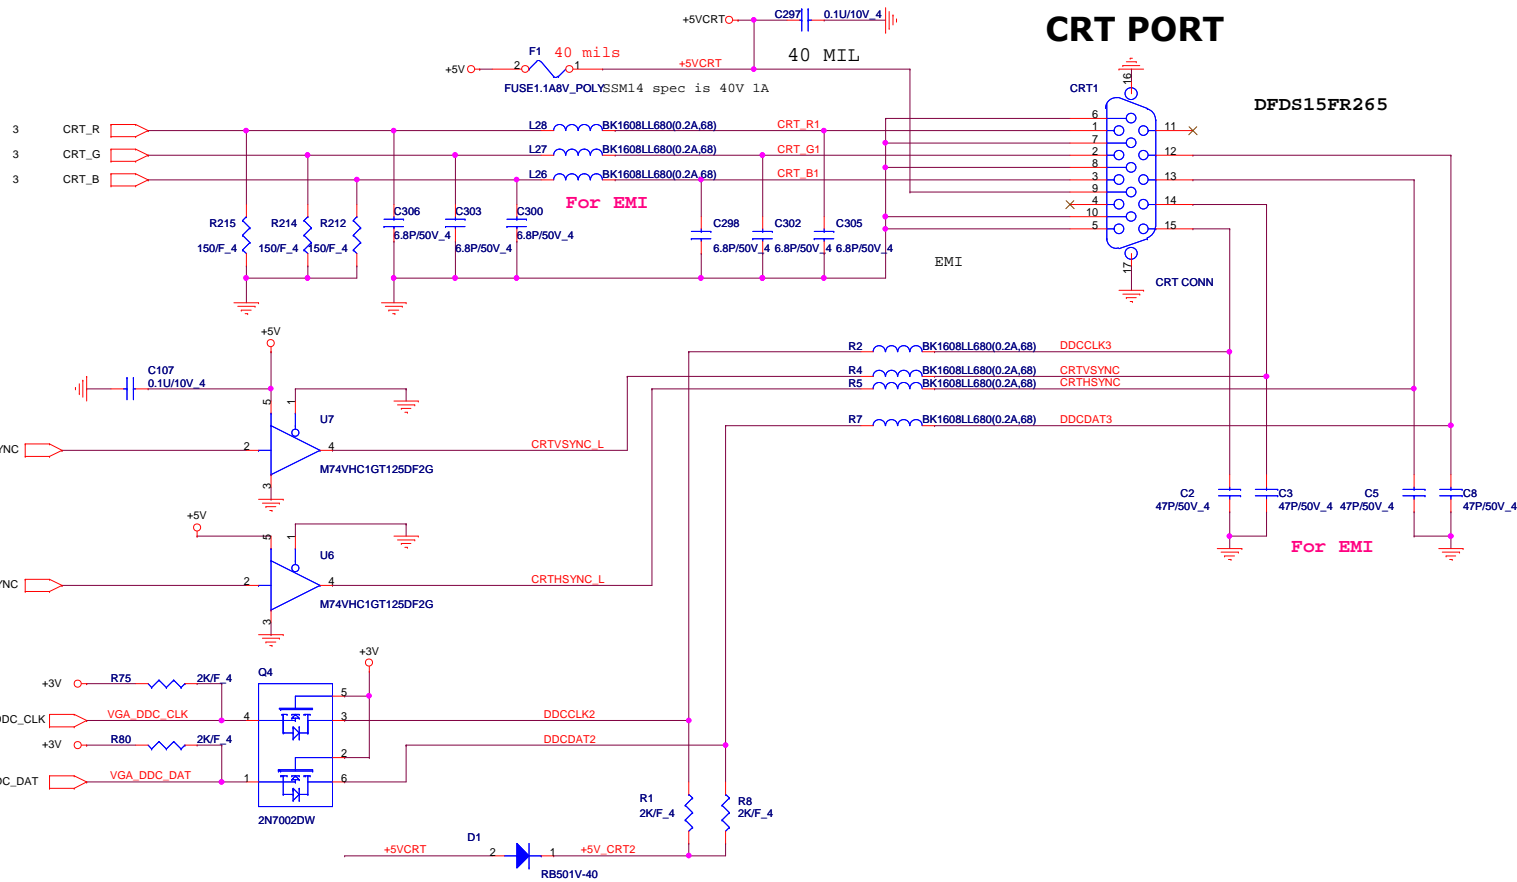 CRT PORT
+5VCRT
C297
0.1U/10V_4
40 MIL
F1
40 mils
+5V
2
1
+5VCRT
FUSE1.1A8V_POLY
SSM14 spec is 40V 1A
CRT1
16
DFDS15FR265
3
CRT_R
L28
BK1608LL680(0.2A,68)
CRT_R1
3
CRT_G
L27
BK1608LL680(0.2A,68)
CRT_G1
3
CRT_B
L26
BK1608LL680(0.2A,68)
CRT_B1
For EMI
6
1
7
2
8
3
9
4
10
5
11
12
13
14
15
17
CRT CONN
R215
150/F_4
R214
150/F_4
R212
150/F_4
C306
6.8P/50V_4
C303
6.8P/50V_4
C300
6.8P/50V_4
C298
6.8P/50V_4
C302
6.8P/50V_4
C305
6.8P/50V_4
EMI
+5V
C107
0.1U/10V_4
5
1
U7
2
4
3
YNC
M74VHC1GT125DF2G
CRTVSYNC_L
R2
BK1608LL680(0.2A,68)
DDCCLK3
R4
BK1608LL680(0.2A,68)
CRTVSYNC
R5
BK1608LL680(0.2A,68)
CRTHSYNC
R7
BK1608LL680(0.2A,68)
DDCDAT3
C2
47P/50V_4
C3
47P/50V_4
C5
47P/50V_4
C8
47P/50V_4
For EMI
+5V
5
1
U6
2
4
3
YNC
M74VHC1GT125DF2G
CRTHSYNC_L
+3V
+3V
R75
2K/F_4
Q4
5
DDC_CLK
VGA_DDC_CLK
4
3
DDCCLK2
+3V
R80
2K/F_4
2
DDCDAT2
DC_DAT
VGA_DDC_DAT
1
6
2N7002DW
R1
2K/F_4
R8
2K/F_4
D1
+5VCRT
2
1
+5V_CRT2
RB501V-40